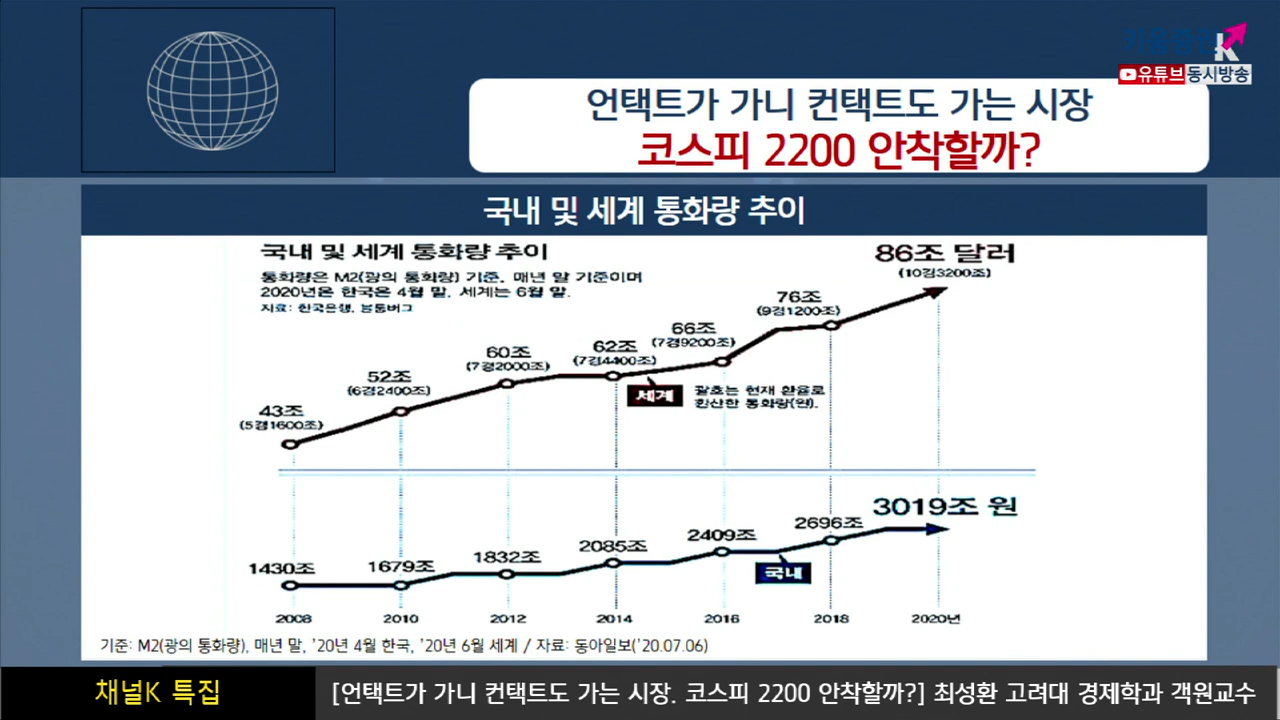 언택트가 가니 컨택트도 가는 시장
코스피 2200 안착할까?
K
유튜브 동시방송
국내 및 세계 통화량 추이
국내 및 세계 통화량 추이
통화량은 M2(광의 통화량) 기준, 매년 말 기준이며
2020년은 한국은 4월 말, 세계는 6월 말.
자료: 한국은행, 블룸버그
86조 달러
(10경3200조)
76조
(9경1200조)
66조
(7경9200조)
62조
(7경4400조)
60조
(7경2000조)
52조
(6경2400조)
43조
(5경1600조)
세계
괄호는 현재 환율로
환산한 통화량(원).
3019조 원
2696조
2409조
2085조
1832조
1679조
1430조
국내
2008 2010 2012 2014 2016 2018 2020년
기준: M2(광의 통화량), 매년 말, ’20년 4월 한국, ’20년 6월 세계 / 자료: 동아일보(’20.07.06)
채널K 특집
[언택트가 가니 컨택트도 가는 시장. 코스피 2200 안착할까?] 최성환 고려대 경제학과 객원교수